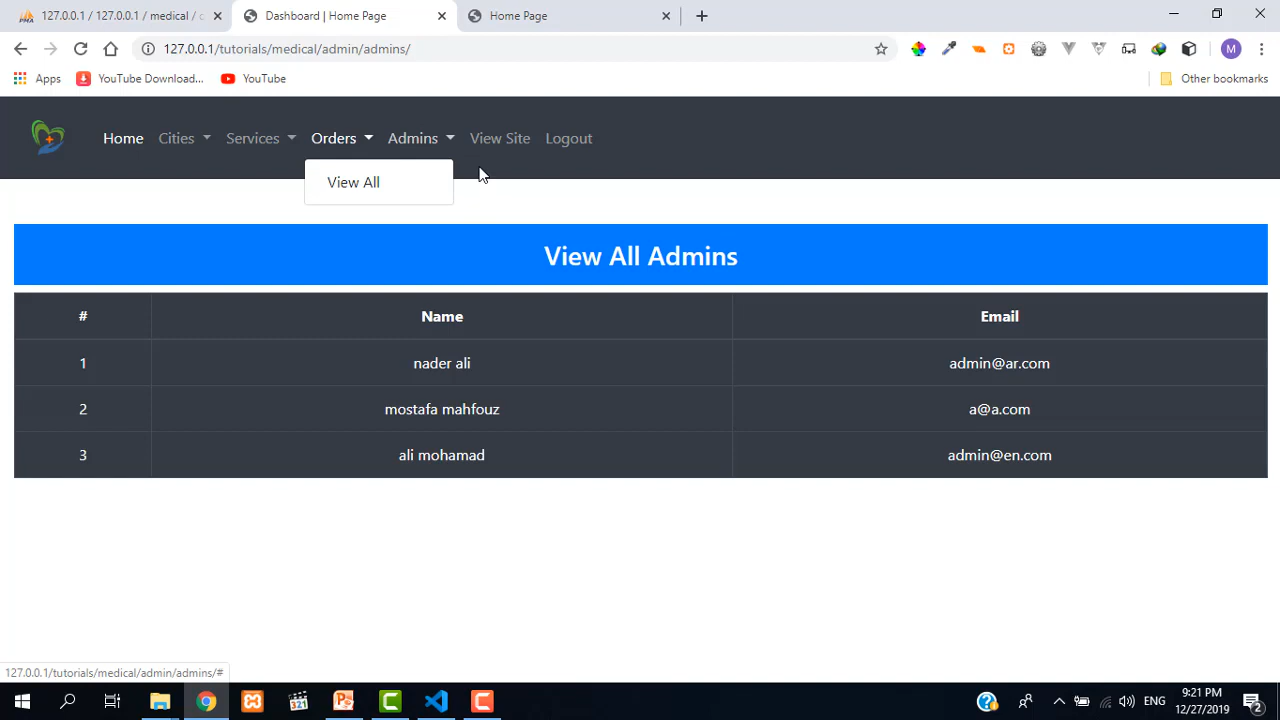 127.0.0.1 / 127.0.0.1 / medical / c
Dashboard | Home Page
Home Page
127.0.0.1/tutorials/medical/admin/admins/
M
Apps
YouTube Download...
YouTube
Other bookmarks
Home
Cities
Services
Orders
Admins
View Site
Logout
View All
View All Admins
# Name Email
1 nader ali admin@ar.com
2 mostafa mahfouz a@a.com
3 ali mohamad admin@en.com
127.0.0.1/tutorials/medical/admin/admins/#
ENG
9:21 PM
12/27/2019
2